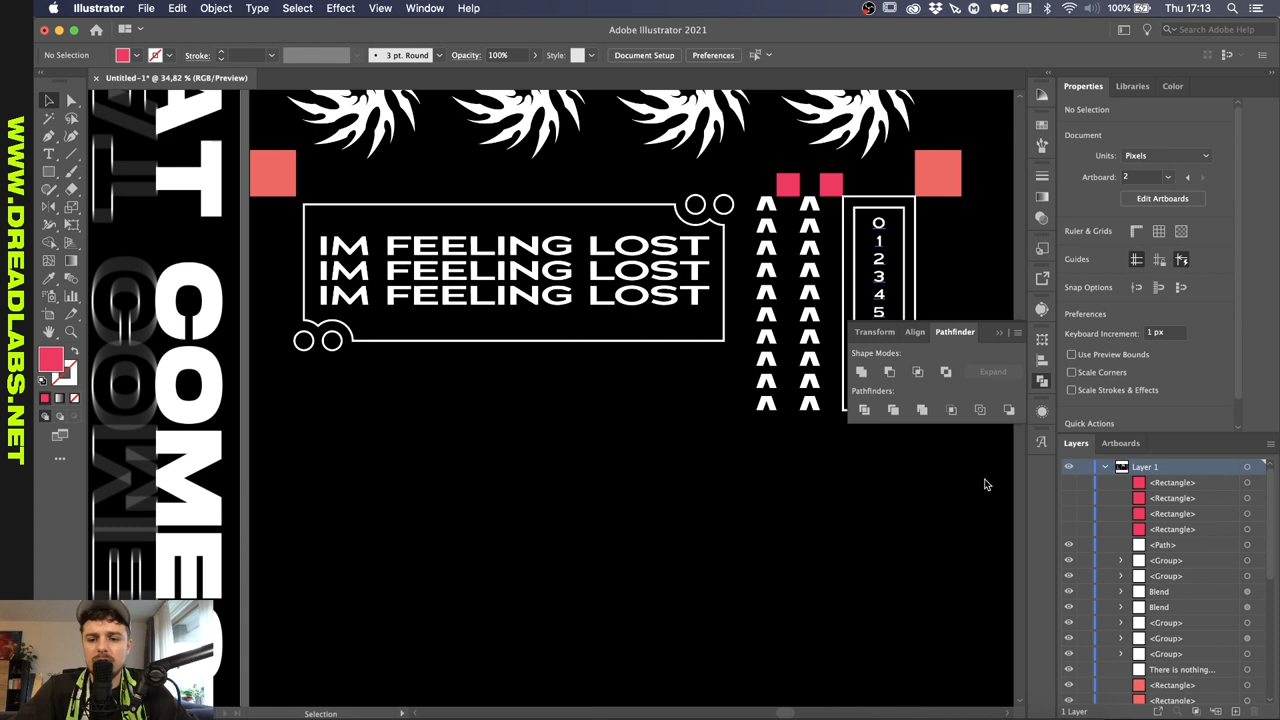 Illustrator File Edit Object Type Select Effect View Window Help
100% Thu 17:13
Adobe Illustrator 2021
Search Adobe Help
No Selection Stroke: 3 pt. Round Opacity: 100% Style: Document Setup Preferences
Untitled-1* @ 34,82 % (RGB/Preview)
WWW.DREADLABS.NET
AT COMES
COME
IM FEELING LOST
IM FEELING LOST
IM FEELING LOST
0
1
2
3
4
5
Transform Align Pathfinder
Shape Modes:
Expand
Pathfinders:
Properties Libraries Color
No Selection
Document
Units: Pixels
Artboard: 2
Edit Artboards
Ruler & Grids
Guides
Snap Options
Preferences
Keyboard Increment: 1 px
Use Preview Bounds
Scale Corners
Scale Strokes & Effects
Quick Actions
Layers Artboards
Layer 1
<Rectangle>
<Rectangle>
<Rectangle>
<Rectangle>
<Path>
<Group>
<Group>
Blend
Blend
<Group>
<Group>
<Group>
There is nothing...
<Rectangle>
<Rectangle>
1 Layer
Selection